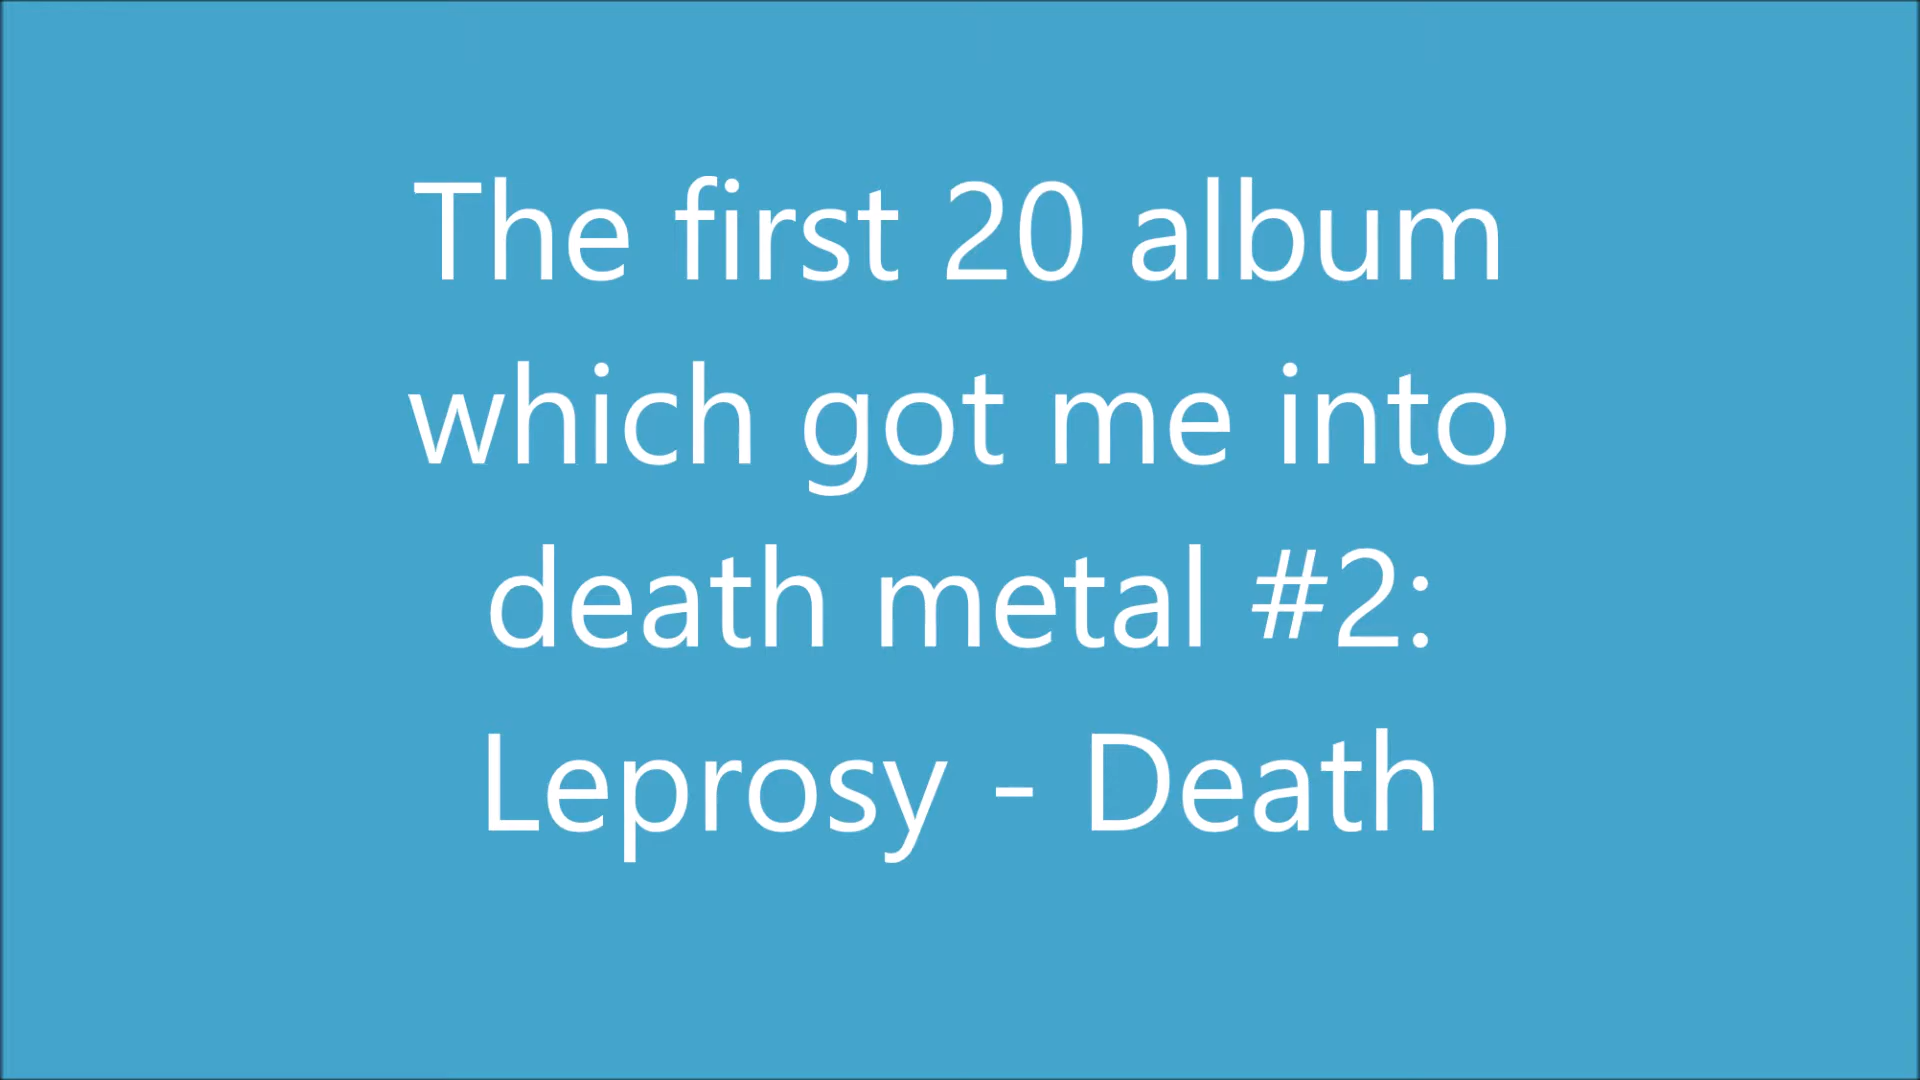 The first 20 album
which got me into
death metal #2:
Leprosy - Death